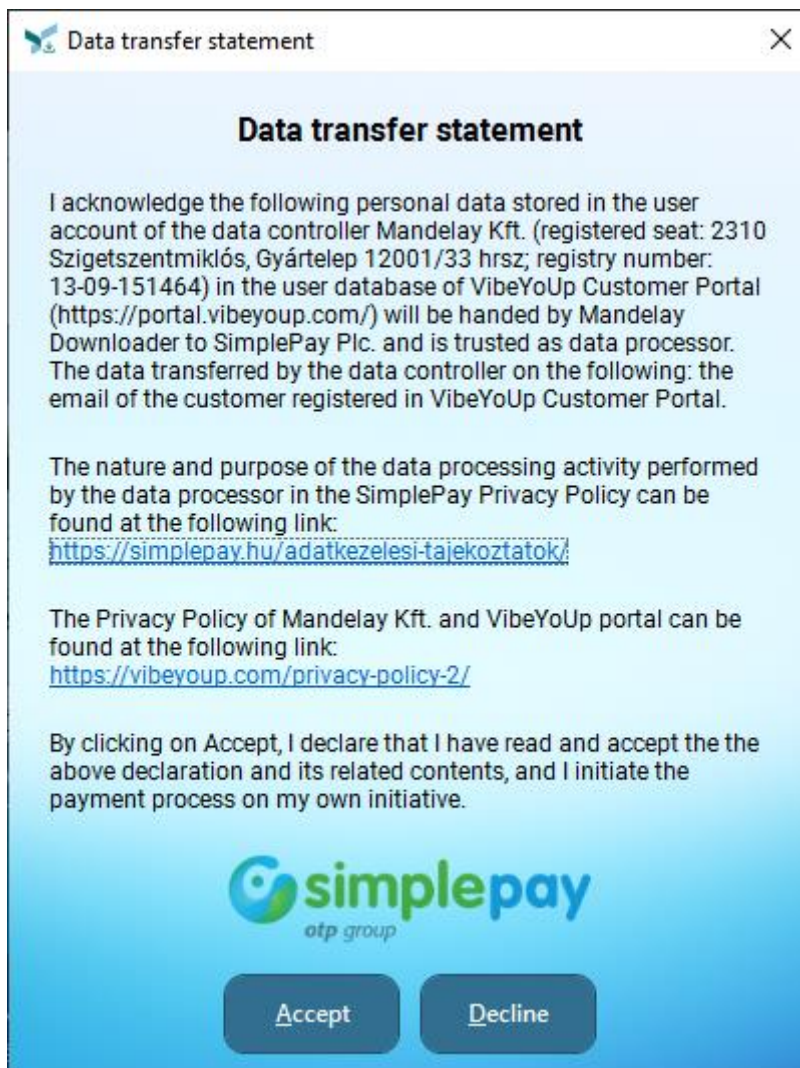 Data transfer statement
Data transfer statement
I acknowledge the following personal data stored in the user
account of the data controller Mandelay Kft. (registered seat: 2310
Szigetszentmiklós, Gyártelep 12001/33 hrsz; registry number:
13-09-151464) in the user database of VibeYoUp Customer Portal
(https://portal.vibeyoup.com/) will be handed by Mandelay
Downloader to SimplePay Plc. and is trusted as data processor.
The data transferred by the data controller on the following: the
email of the customer registered in VibeYoUp Customer Portal.
The nature and purpose of the data processing activity performed
by the data processor in the SimplePay Privacy Policy can be
found at the following link:
https://simplepay.hu/adatkezelesi-tajekoztatok/
The Privacy Policy of Mandelay Kft. and VibeYoUp portal can be
found at the following link:
https://vibeyoup.com/privacy-policy-2/
By clicking on Accept, I declare that I have read and accept the the
above declaration and its related contents, and I initiate the
payment process on my own initiative.
simplepay
otp group
Accept Decline